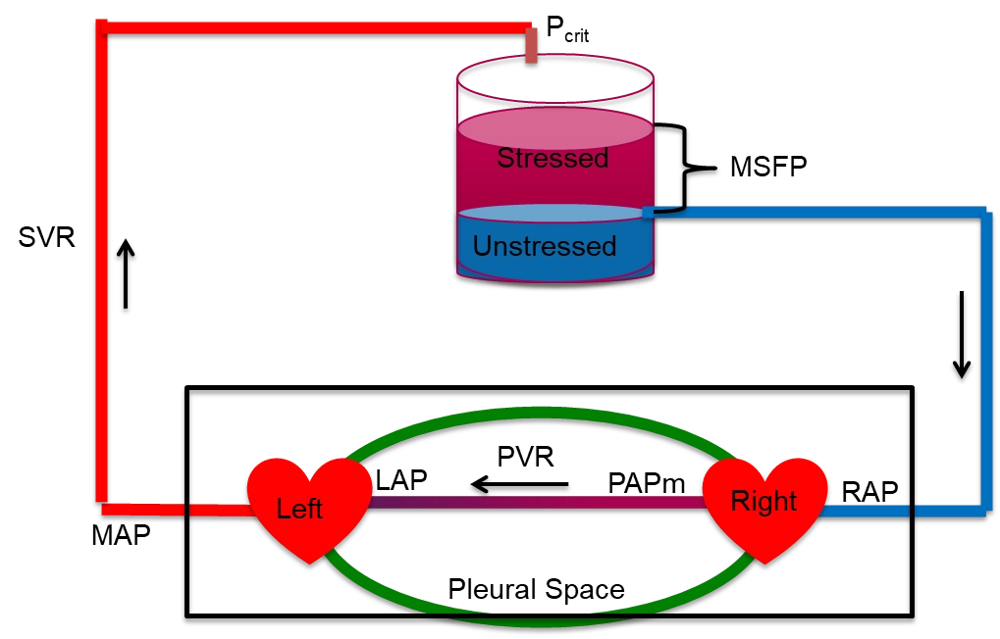 Pcrit
Stressed
MSFP
SVR
Unstressed
PVR
LAP
PAPm
Left
Right
RAP
MAP
Pleural Space